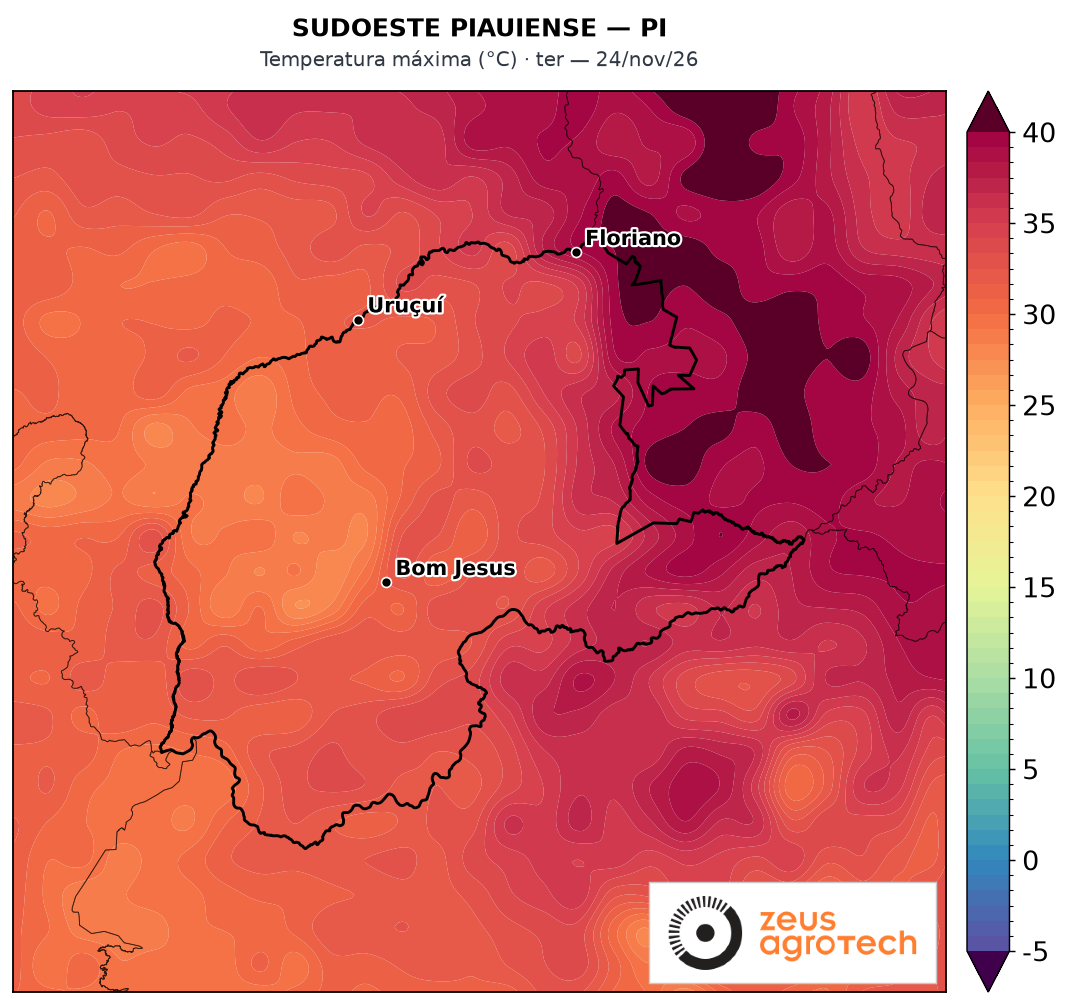 SUDOESTE PIAUIENSE — PI
Temperatura máxima (°C) · ter — 24/nov/26
Floriano
Uruçuí
Bom Jesus
40
35
30
25
20
15
10
5
0
-5
zeus
agrotech